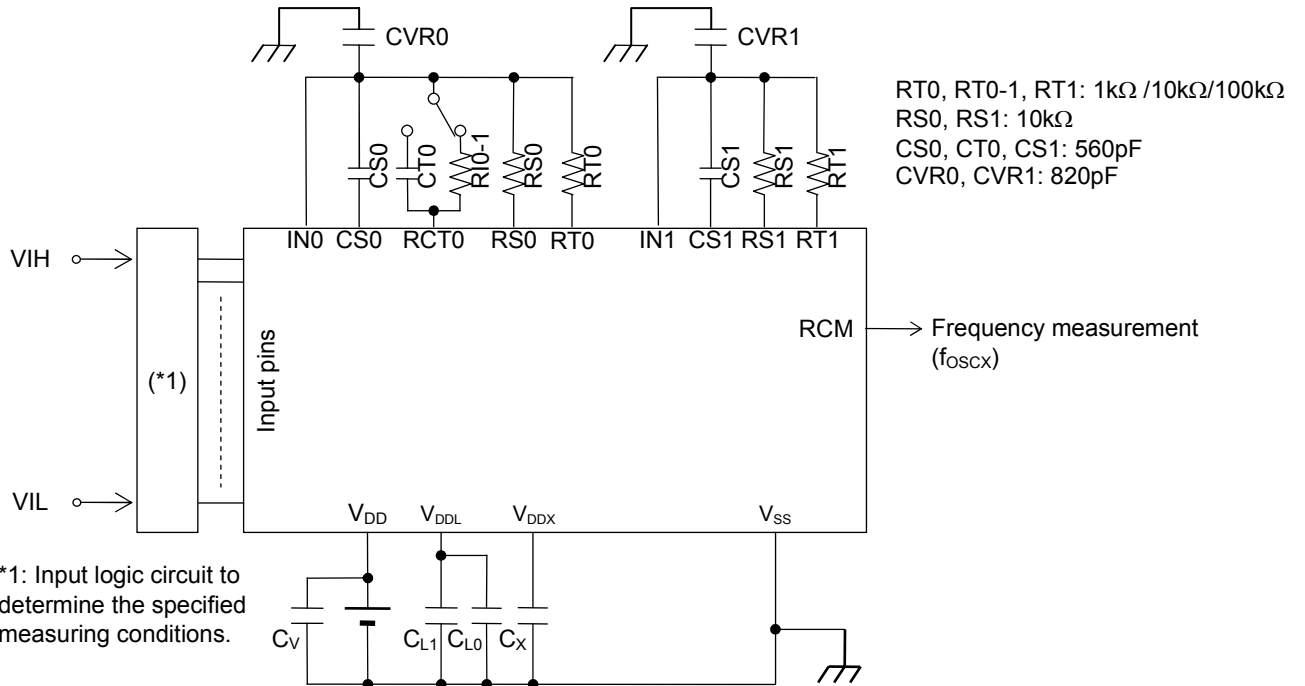 CVR0
CVR1
RT0, RT0-1, RT1: 1kΩ /10kΩ/100kΩ
RS0, RS1: 10kΩ
CS0, CT0, CS1: 560pF
CVR0, CVR1: 820pF
CS0
CT0
RI0-1
RS0
RT0
CS1
RS1
RT1
IN0 CS0 RCT0 RS0 RT0
IN1 CS1 RS1 RT1
VIH
(*1)
Input pins
RCM
Frequency measurement
(fOSCX)
VIL
VDD VDDL VDDX VSS
*1: Input logic circuit to
determine the specified
measuring conditions.
CV
CL1 CL0 CX